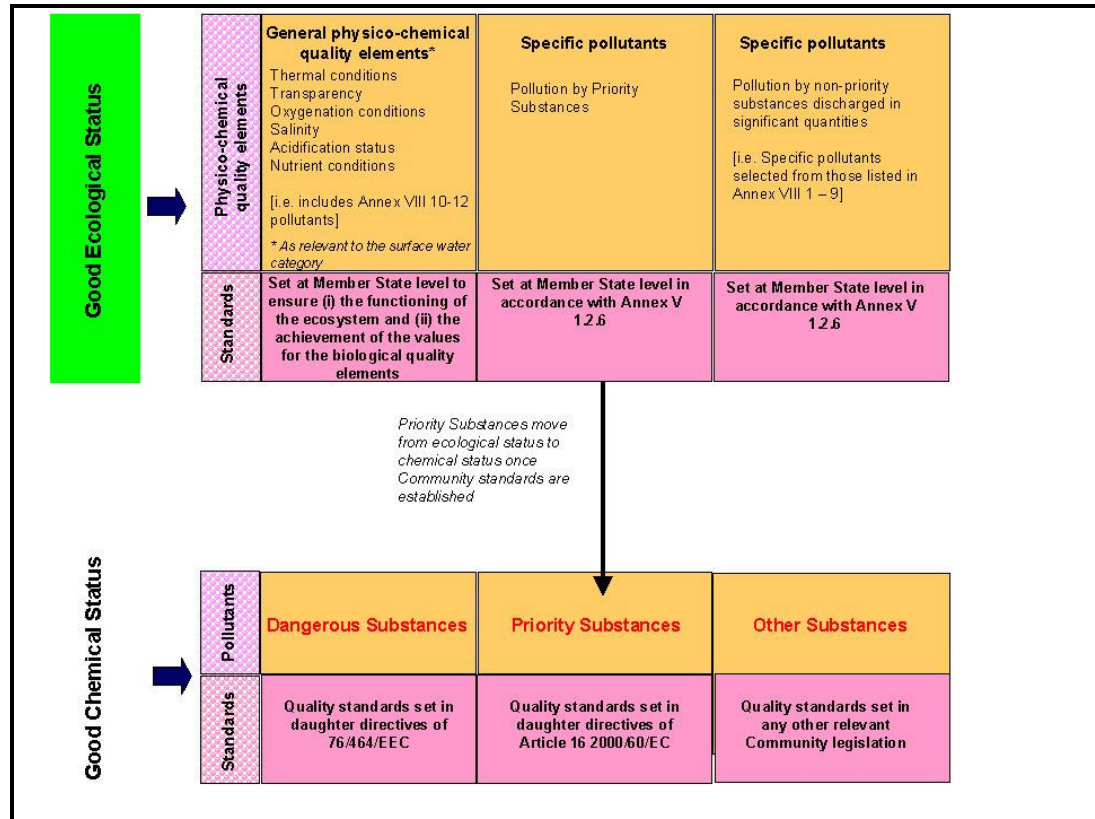 Good Ecological Status
Physico-chemical
quality elements
General physico-chemical
quality elements*
Thermal conditions
Transparency
Oxygenation conditions
Salinity
Acidification status
Nutrient conditions
[i.e. includes Annex VIII 10-12
pollutants]
* As relevant to the surface water
category
Specific pollutants
Pollution by Priority
Substances
Specific pollutants
Pollution by non-priority
substances discharged in
significant quantities
[i.e. Specific pollutants
selected from those listed in
Annex VIII 1 – 9]
Standards
Set at Member State level to
ensure (i) the functioning of
the ecosystem and (ii) the
achievement of the values
for the biological quality
elements
Set at Member State level in
accordance with Annex V
1.2.6
Set at Member State level in
accordance with Annex V
1.2.6
Priority Substances move
from ecological status to
chemical status once
Community standards are
established
Good Chemical Status
Pollutants
Dangerous Substances
Priority Substances
Other Substances
Standards
Quality standards set in
daughter directives of
76/464/EEC
Quality standards set in
daughter directives of
Article 16 2000/60/EC
Quality standards set in
any other relevant
Community legislation